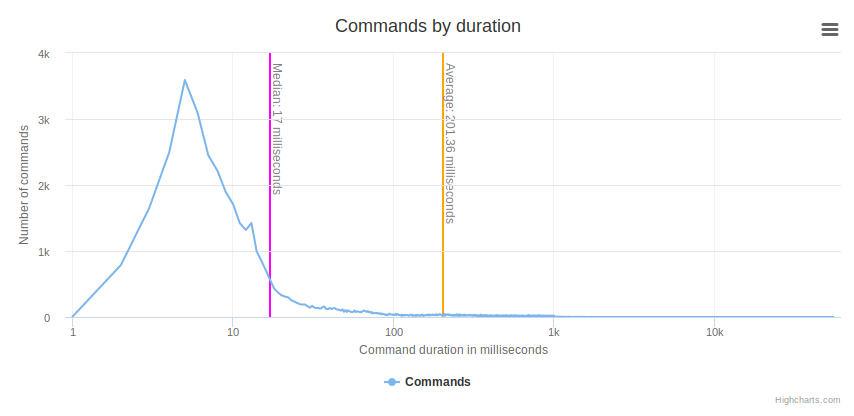 Commands by duration
4k
3k
2k
1k
0
Number of commands
Median: 17 milliseconds
Average: 201.36 milliseconds
1
10
100
1k
10k
Command duration in milliseconds
Commands
Highcharts.com